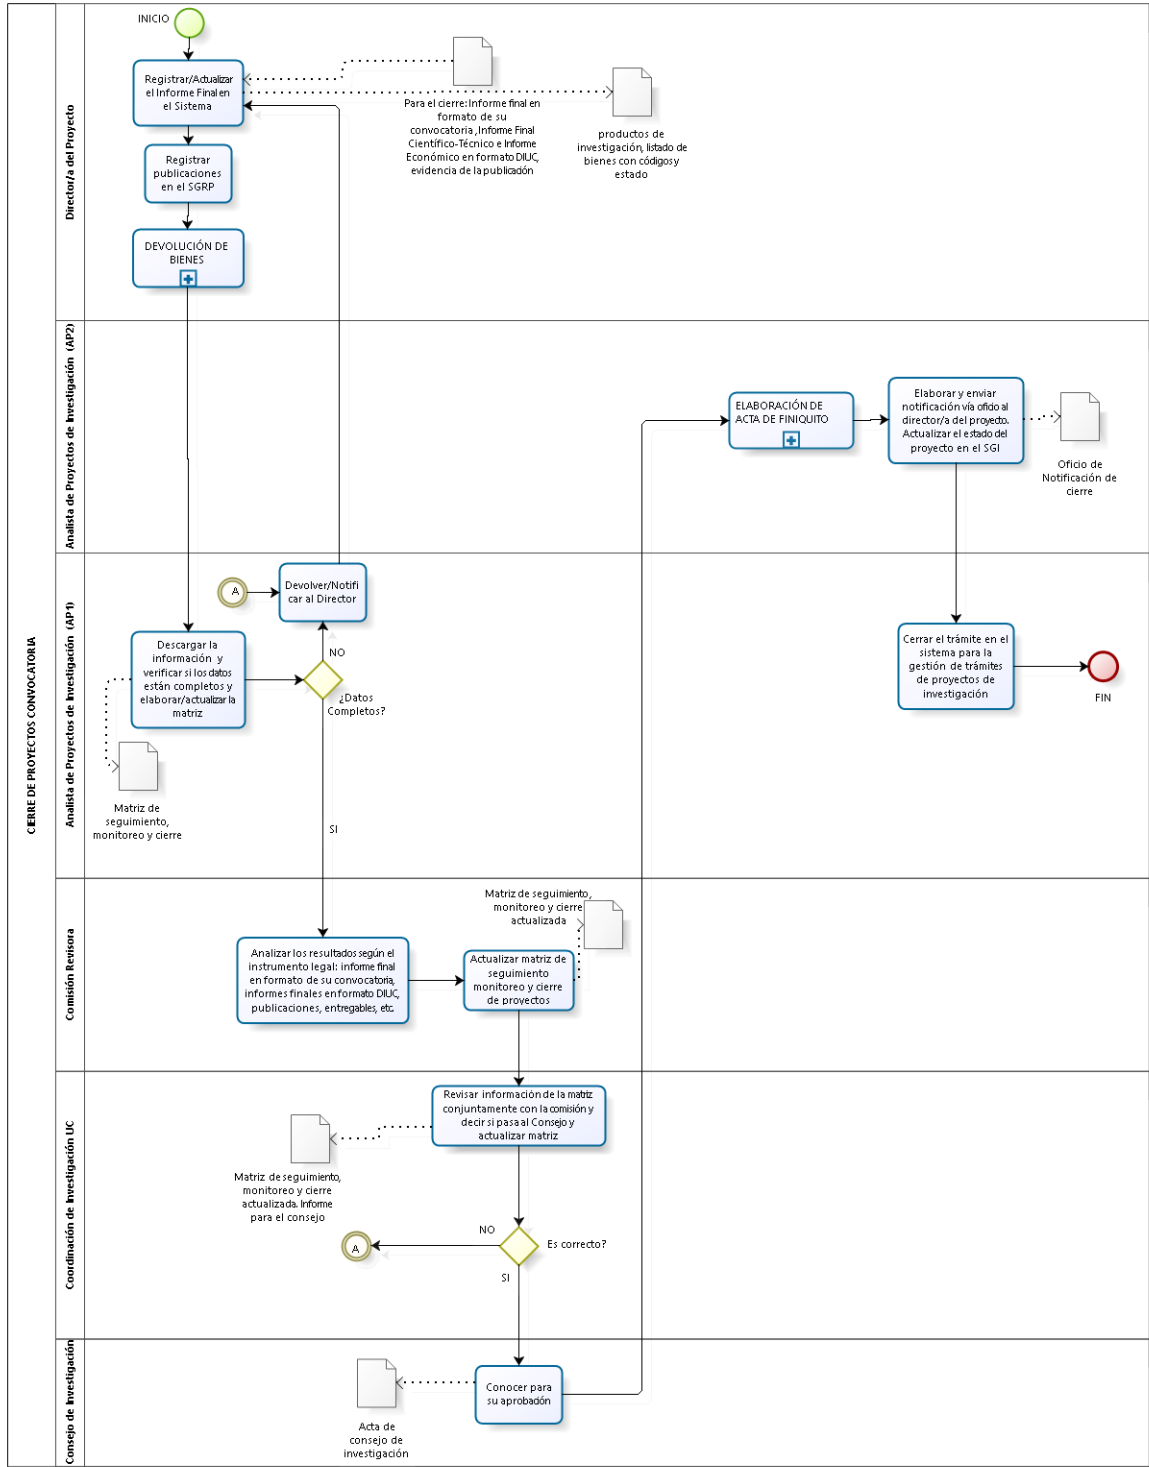 CIERRE DE PROYECTOS CONVOCATORIA
Director/a del Proyecto
INICIO
Registrar/Actualizar
el Informe Final en
el Sistema
Para el cierre: Informe final en
formato de su
convocatoria, Informe Final
Científico-Técnico e Informe
Económico en formato DIUC,
evidencia de la publicación
productos de
investigación, listado de
bienes con códigos y
estado
Registrar
publicaciones
en el SGRP
DEVOLUCIÓN DE
BIENES
Analista de Proyectos de Investigación (AP2)
ELABORACIÓN DE
ACTA DE FINIQUITO
Elaborar y enviar
notificación vía oficio al
director/a del proyecto.
Actualizar el estado del
proyecto en el SGI
Oficio de
Notificación de
cierre
Analista de Proyectos de Investigación (AP1)
A
Devolver/Notifi
car al Director
Descargar la
información y
verificar si los datos
están completos y
elaborar/actualizar la
matriz
NO
¿Datos
Completos?
SI
Matriz de
seguimiento,
monitoreo y cierre
Cerrar el trámite en el
sistema para la
gestión de trámites
de proyectos de
investigación
FIN
Comisión Revisora
Analizar los resultados según el
instrumento legal: informe final
en formato de su convocatoria,
informes finales en formato DIUC,
publicaciones, entregables, etc.
Matriz de seguimiento,
monitoreo y cierre
actualizada
Actualizar matriz de
seguimiento
monitoreo y cierre
de proyectos
Coordinación de Investigación UC
Revisar información de la matriz
conjuntamente con la comisión y
decir si pasa al Consejo y
actualizar matriz
Matriz de seguimiento,
monitoreo y cierre
actualizada. Informe
para el consejo
NO
A
Es correcto?
SI
Consejo de Investigación
Conocer para
su aprobación
Acta de
consejo de
investigación